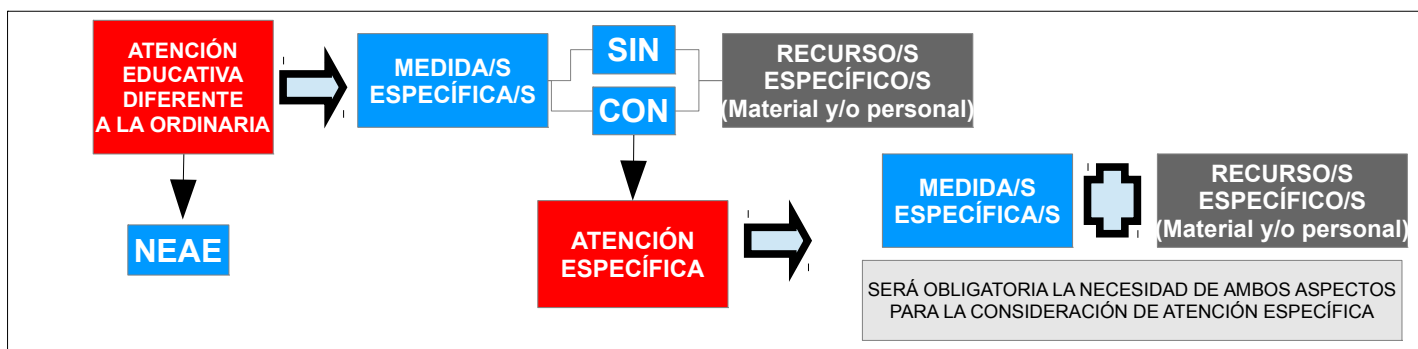 ATENCIÓN
EDUCATIVA
DIFERENTE
A LA ORDINARIA
MEDIDA/S
ESPECÍFICA/S
SIN
CON
RECURSO/S
ESPECÍFICO/S
(Material y/o personal)
NEAE
ATENCIÓN
ESPECÍFICA
MEDIDA/S
ESPECÍFICA/S
RECURSO/S
ESPECÍFICO/S
(Material y/o personal)
SERÁ OBLIGATORIA LA NECESIDAD DE AMBOS ASPECTOS
PARA LA CONSIDERACIÓN DE ATENCIÓN ESPECÍFICA